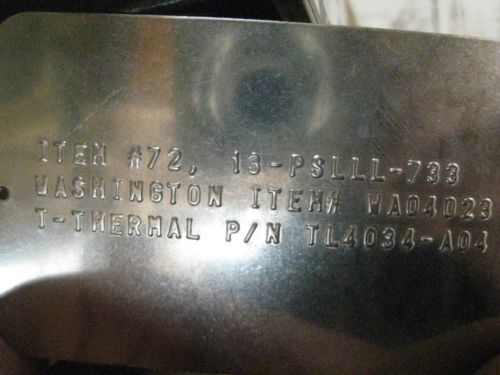 ITEM #72, 13-PSLLL-733
WASHINGTON ITEM# WA04023
T-THERMAL P/N TL4034-A04